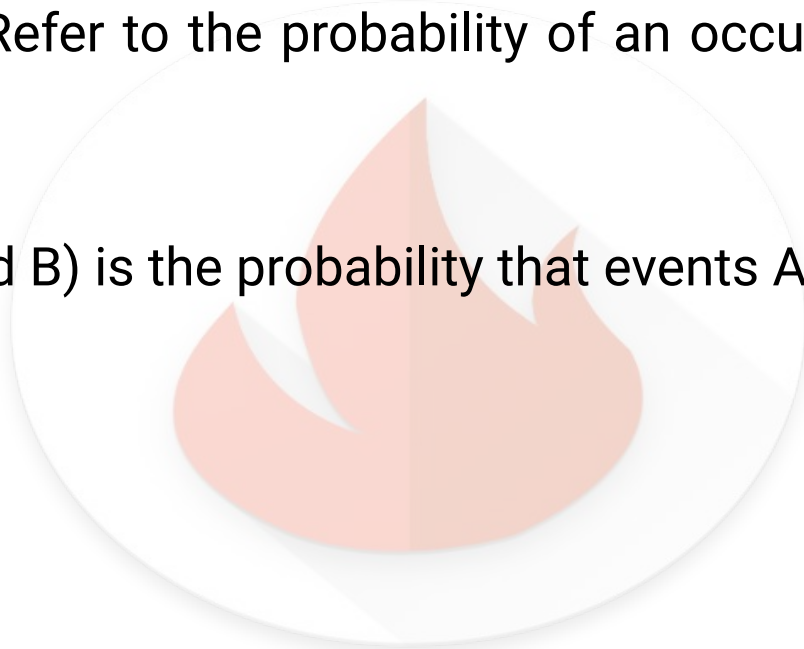 Refer to the probability of an occu
d B) is the probability that events A